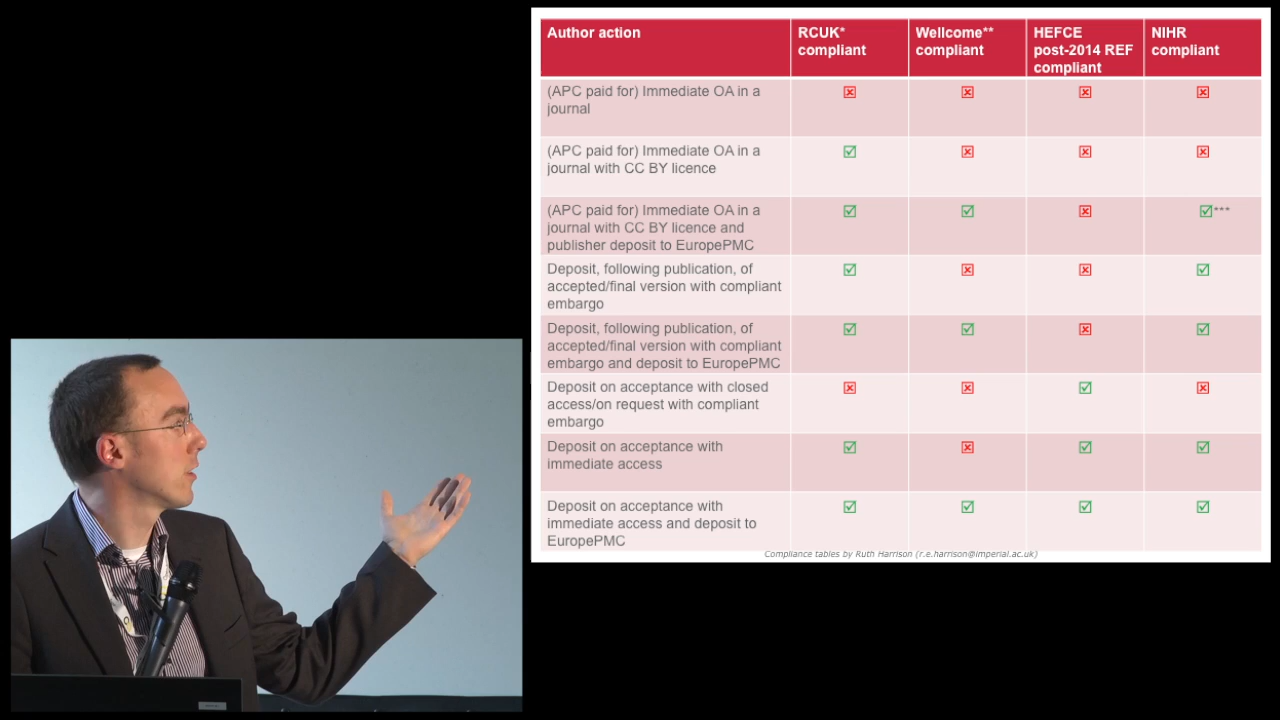 Author action
RCUK*
compliant
Wellcome**
compliant
HEFCE
post-2014 REF
compliant
NIHR
compliant
(APC paid for) Immediate OA in a
journal
(APC paid for) Immediate OA in a
journal with CC BY licence
(APC paid for) Immediate OA in a
journal with CC BY licence and
publisher deposit to EuropePMC
***
Deposit, following publication, of
accepted/final version with compliant
embargo
Deposit, following publication, of
accepted/final version with compliant
embargo and deposit to EuropePMC
Deposit on acceptance with closed
access/on request with compliant
embargo
Deposit on acceptance with
immediate access
Deposit on acceptance with
immediate access and deposit to
EuropePMC
Compliance tables by Ruth Harrison (r.e.harrison@imperial.ac.uk)